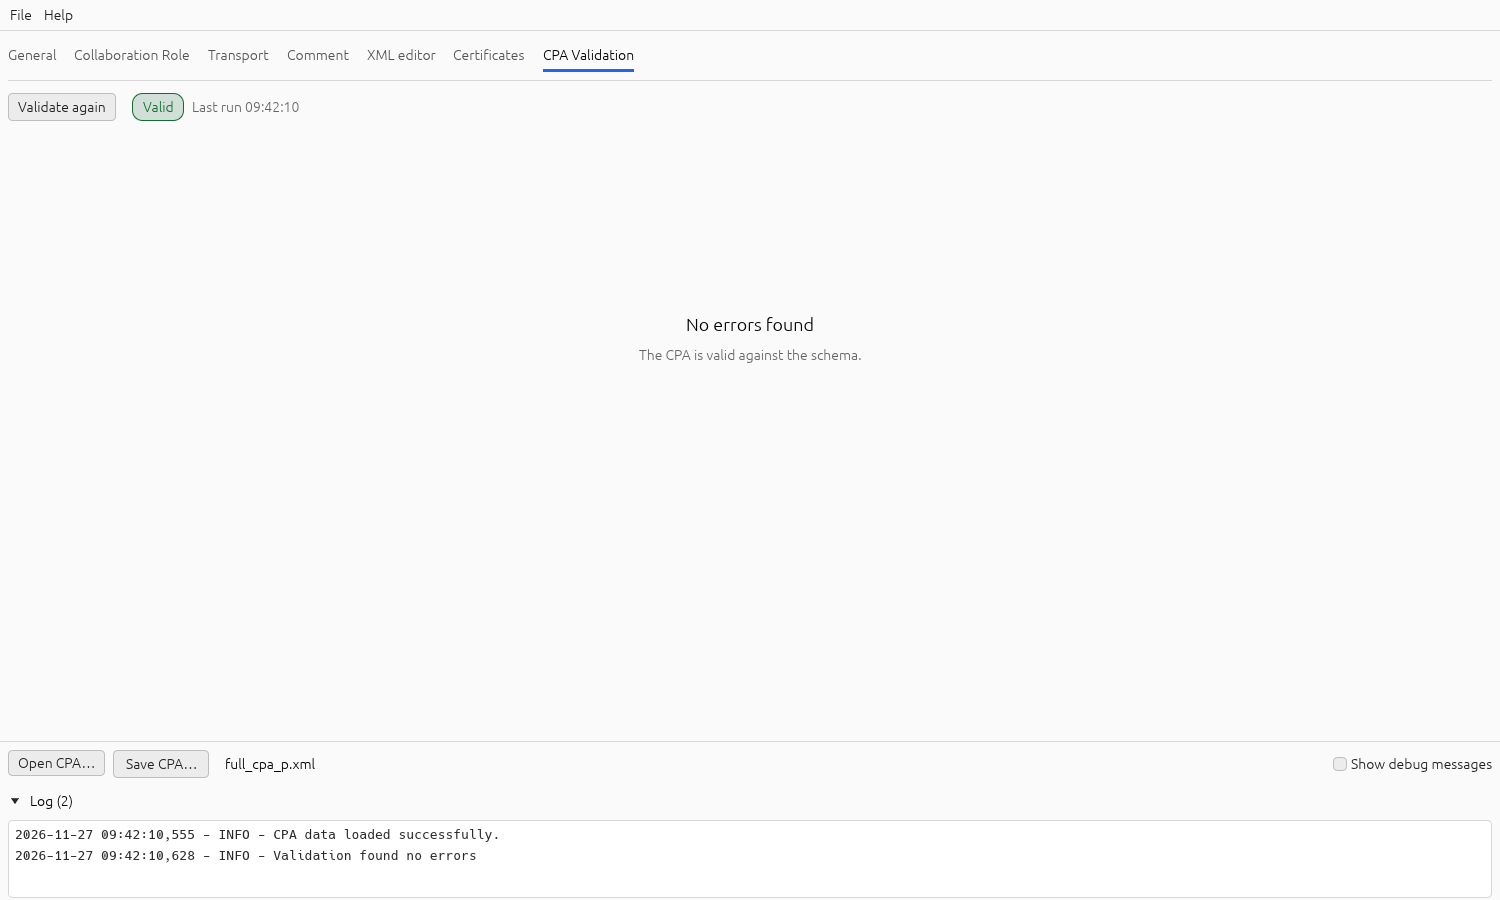 File Help
General Collaboration Role Transport Comment XML editor Certificates CPA Validation
Validate again Valid Last run 09:42:10
No errors found
The CPA is valid against the schema.
Open CPA... Save CPA... full_cpa_p.xml Show debug messages
Log (2)
2026-11-27 09:42:10,555 - INFO - CPA data loaded successfully.
2026-11-27 09:42:10,628 - INFO - Validation found no errors